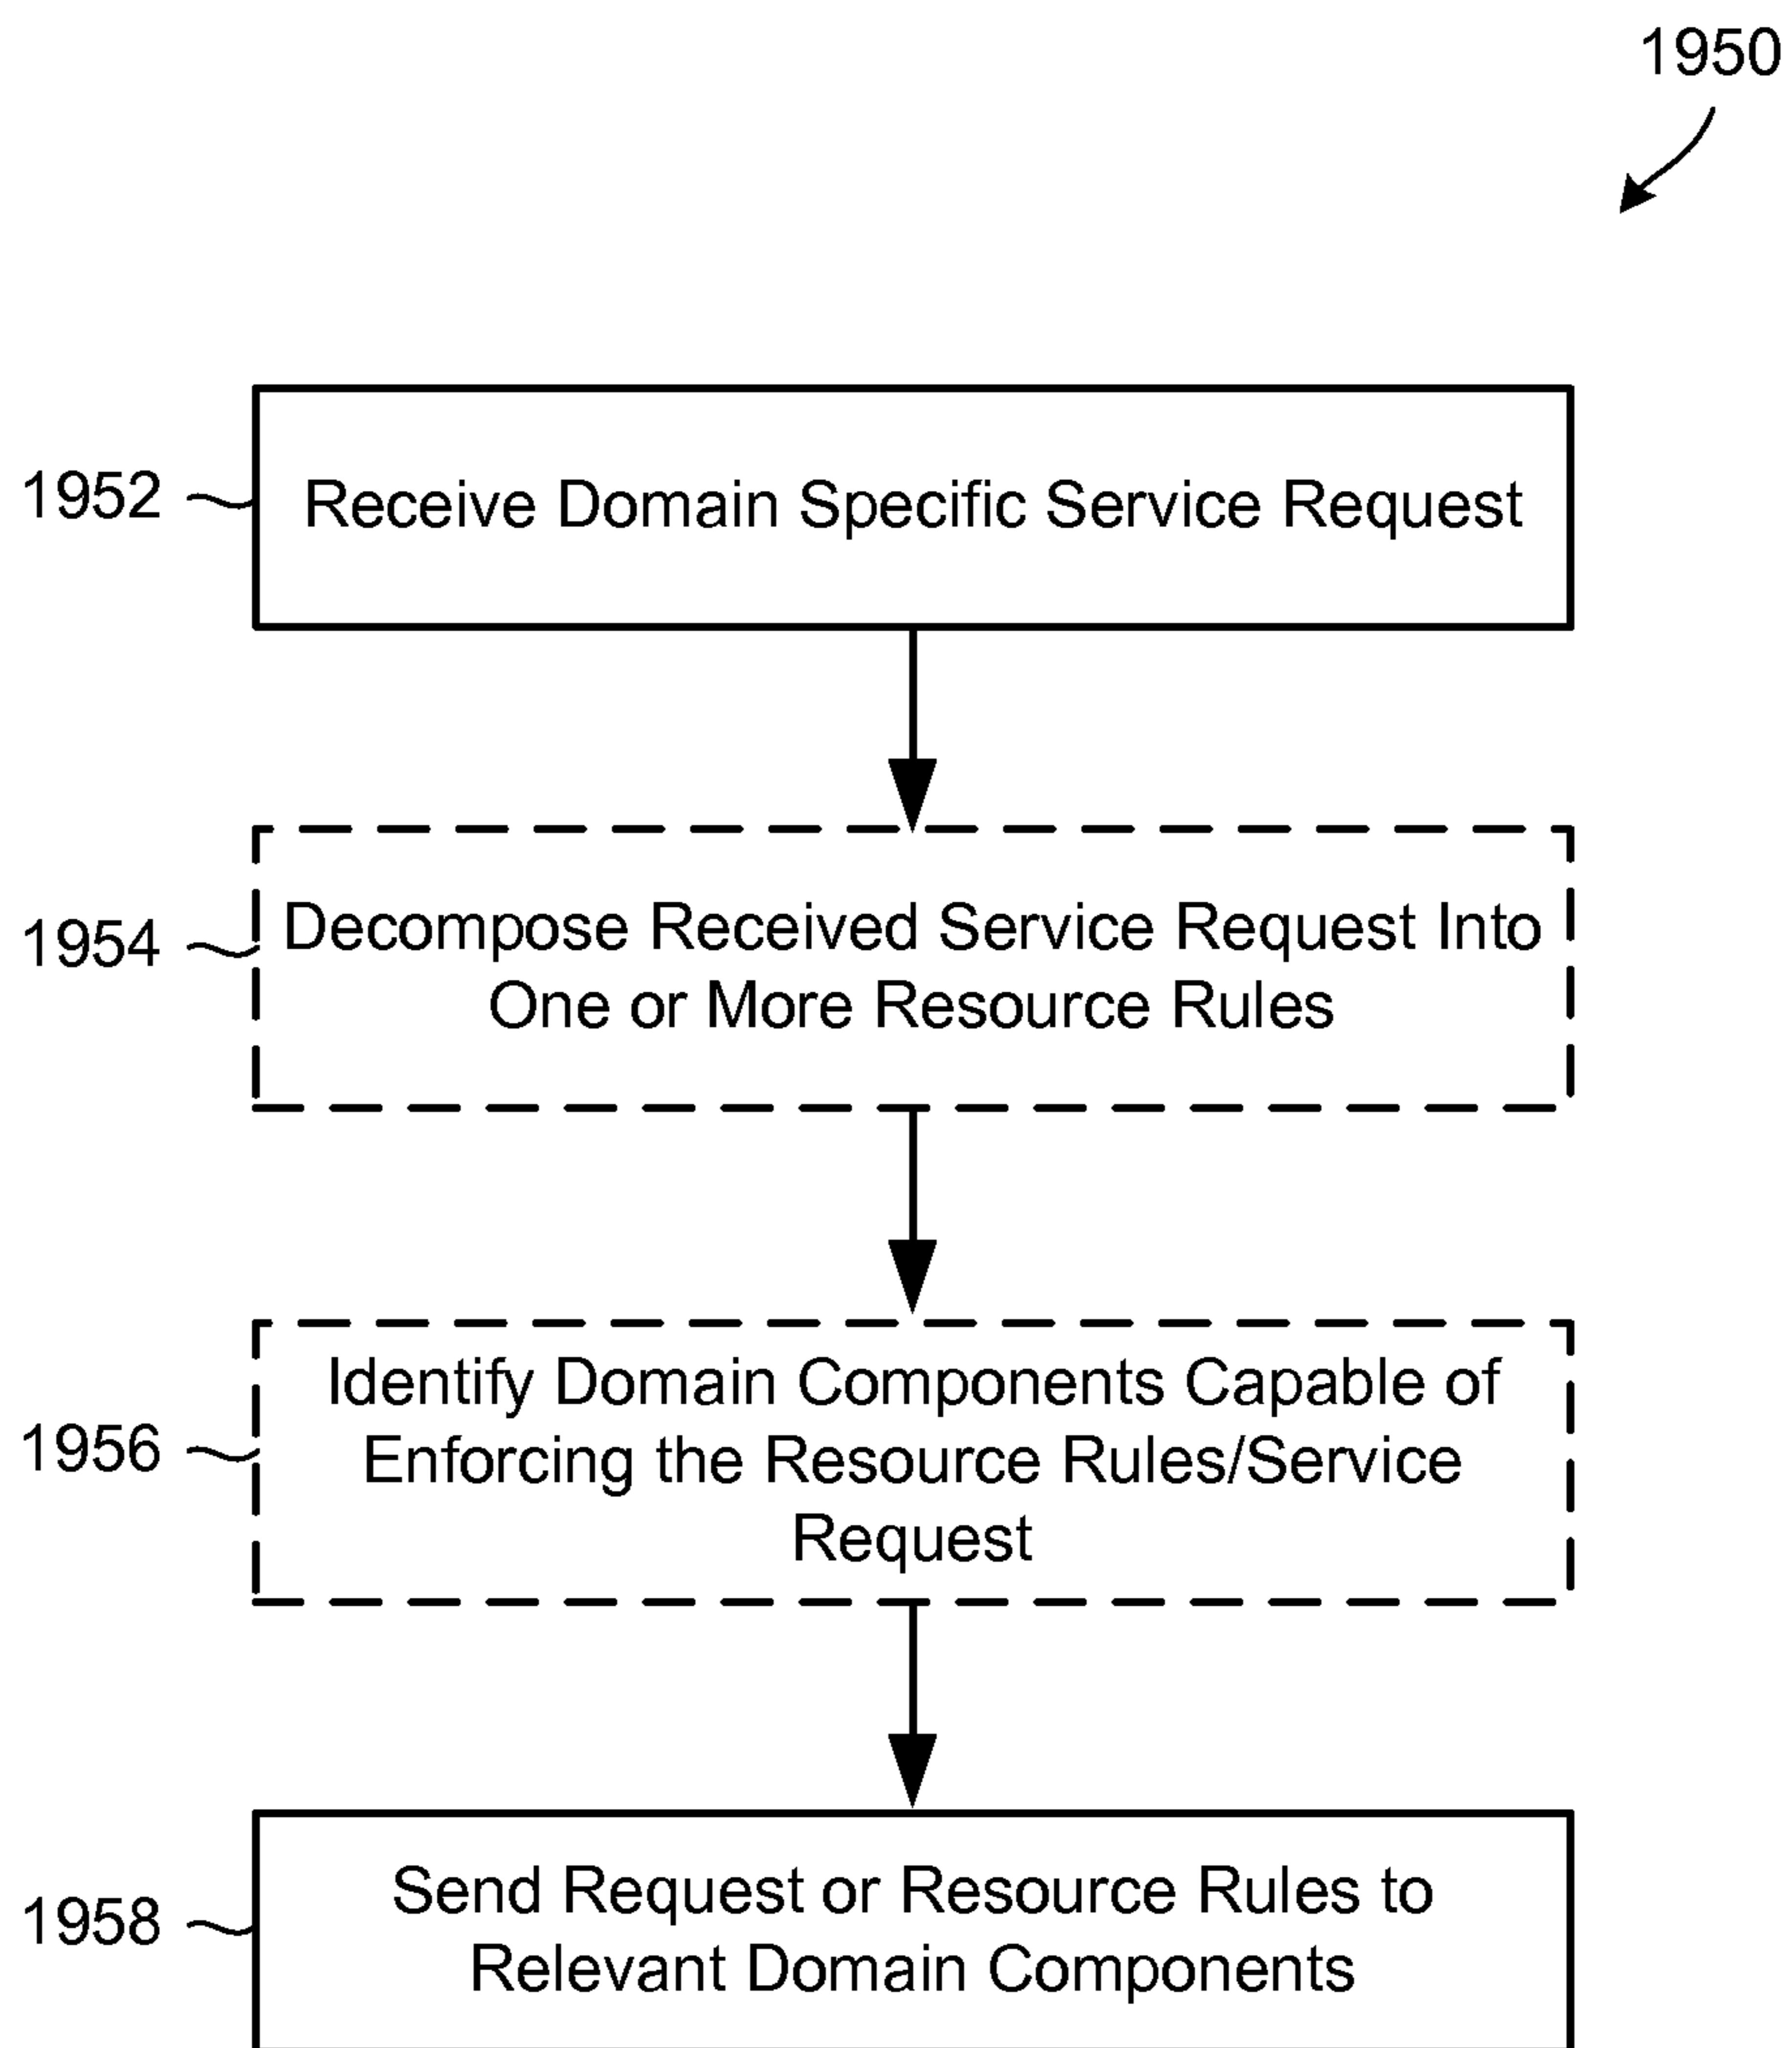 1950
1952
Receive Domain Specific Service Request
1954
Decompose Received Service Request Into
One or More Resource Rules
1956
Identify Domain Components Capable of
Enforcing the Resource Rules/Service
Request
1958
Send Request or Resource Rules to
Relevant Domain Components